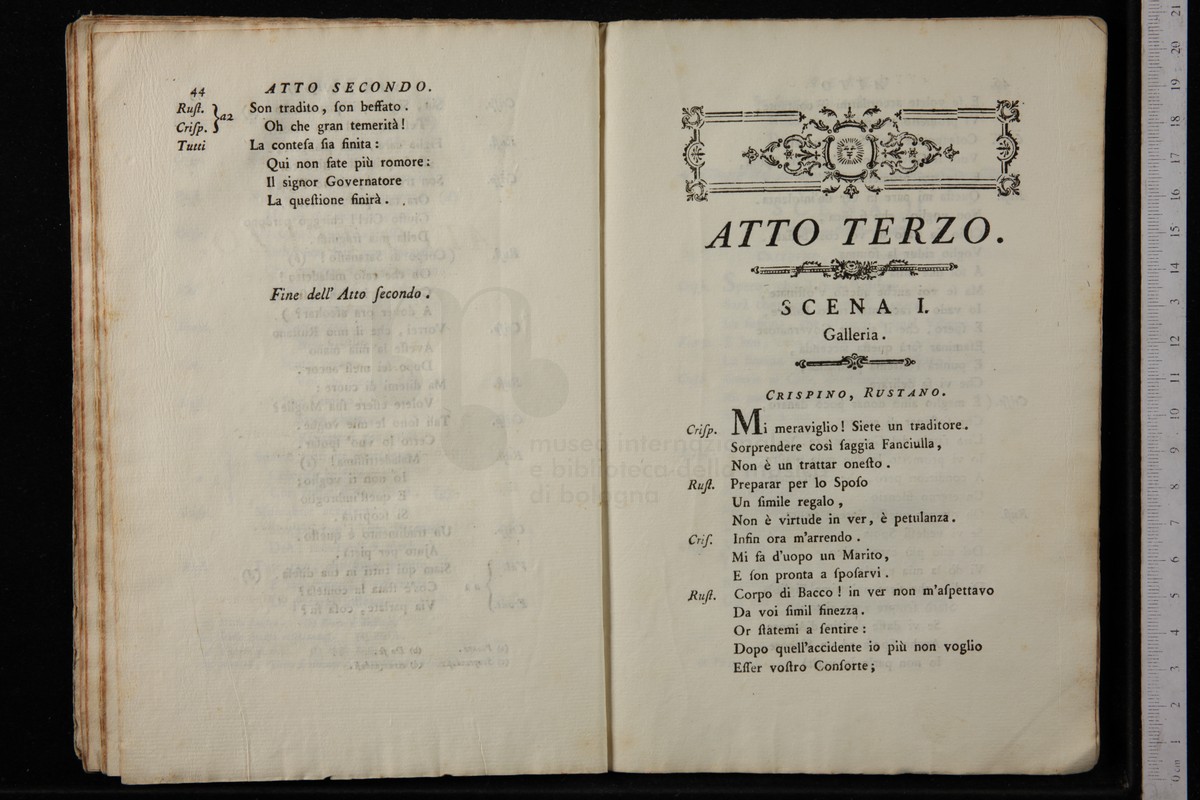 44
ATTO SECONDO.
Ruſt. } a2 Son tradito, ſon beffato.
Criſp. Oh che gran temerità!
Tutti La conteſa ſia finita:
Qui non fate più romore:
Il signor Governatore
La queſtione finirà.
Fine dell' Atto ſecondo.
ATTO TERZO.
SCENA I.
Galleria.
CRISPINO, RUSTANO.
Criſp. Mi meraviglio! Siete un traditore.
Sorprendere così ſaggia Fanciulla,
Non è un trattar oneſto.
Ruſt. Preparar per lo Spoſo
Un ſimile regalo,
Non è virtude in ver, è petulanza.
Criſ. Infin ora m'arrendo.
Mi fa d'uopo un Marito,
E ſon pronta a ſpoſarvi.
Ruſt. Corpo di Bacco! in ver non m'aſpettavo
Da voi ſimil finezza.
Or ſtatemi a ſentire:
Dopo quell'accidente io più non voglio
Eſſer voſtro Conſorte;
museo internazionale
e biblioteca della
di bologna